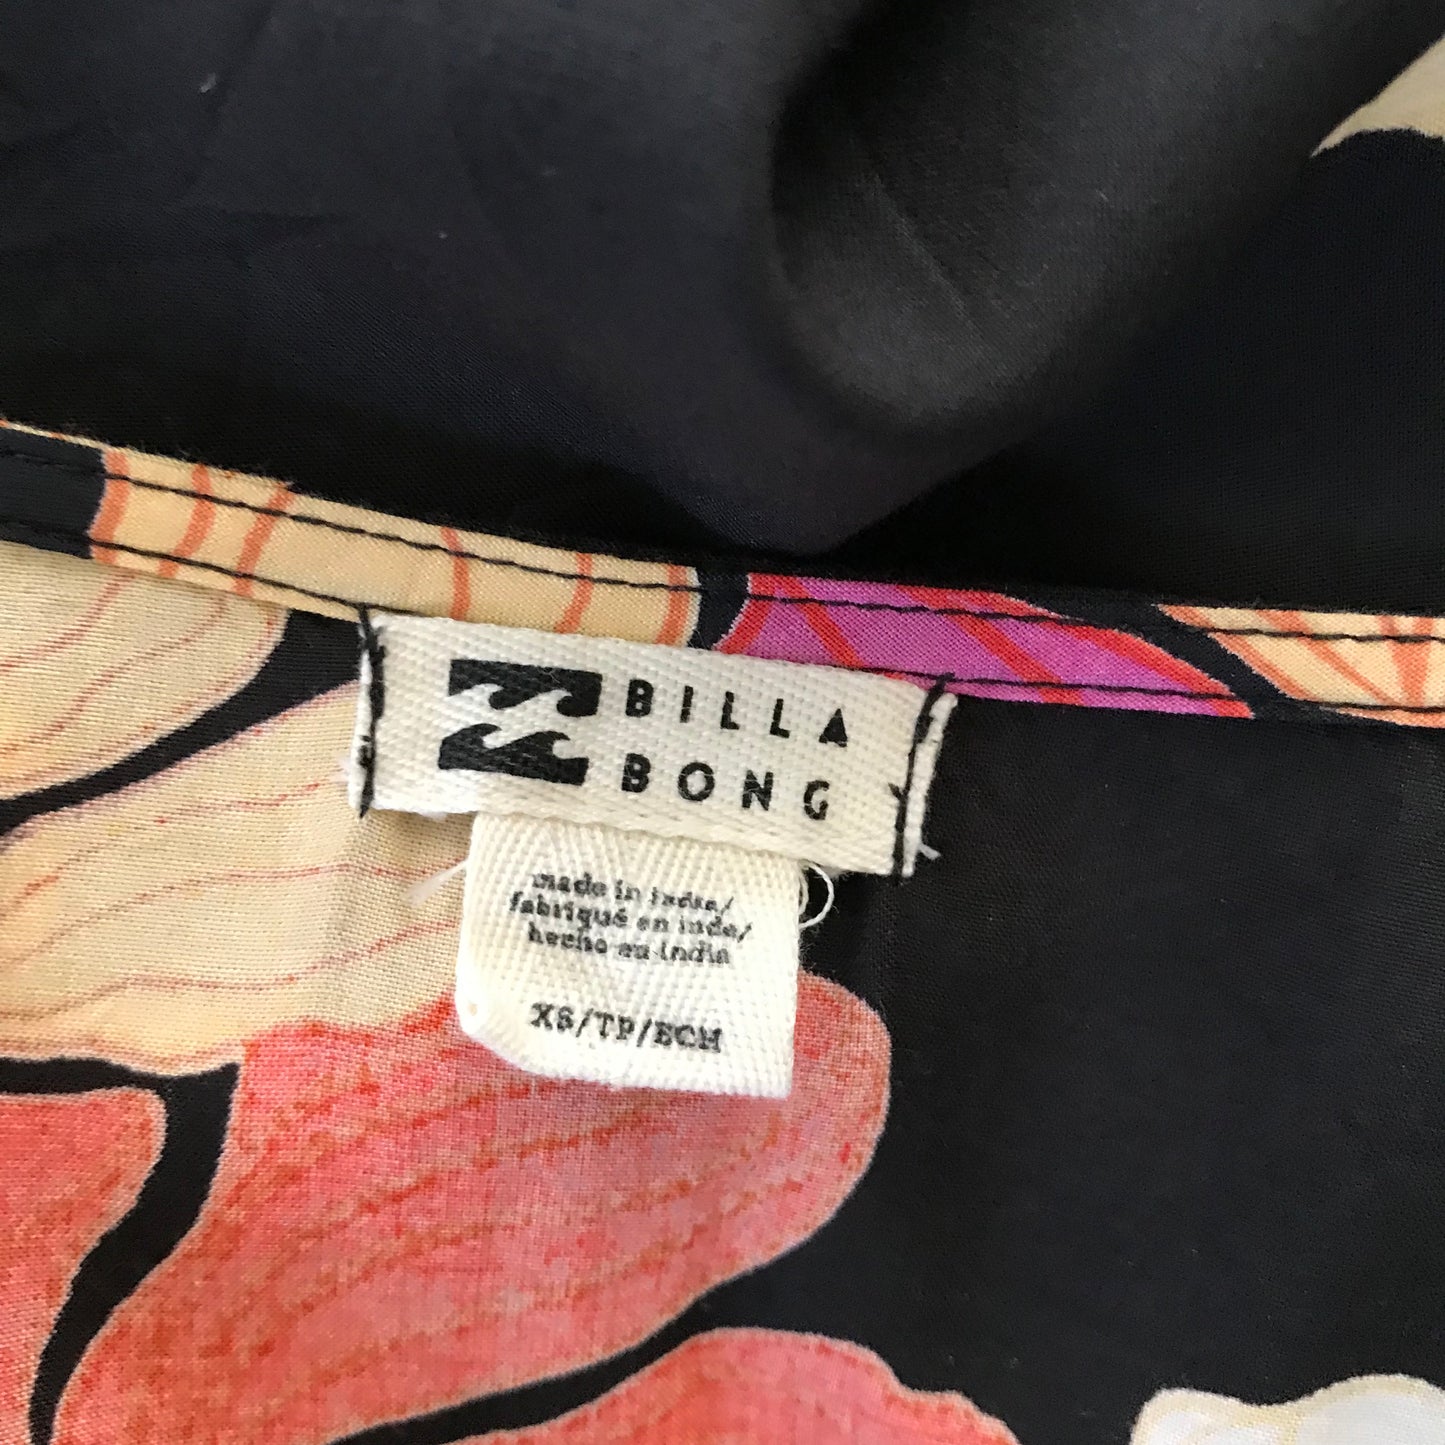 BILLA
BONG
made in india/
fabriqué en inde/
hecho en india
XS/TP/ECH